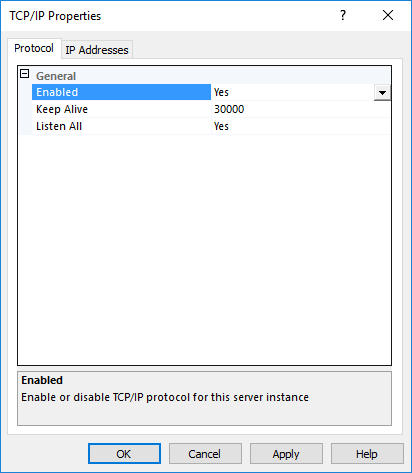 TCP/IP Properties
?
Protocol IP Addresses
General
Enabled Yes
Keep Alive 30000
Listen All Yes
Enabled
Enable or disable TCP/IP protocol for this server instance
OK Cancel Apply Help